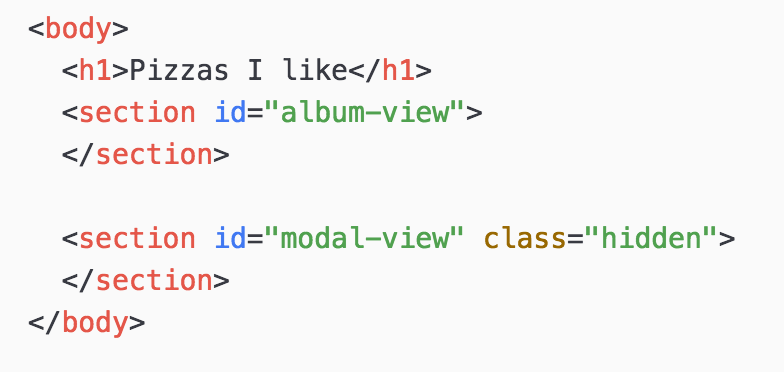 <body>
<h1>Pizzas I like</h1>
<section id="album-view">
</section>
<section id="modal-view" class="hidden">
</section>
</body>